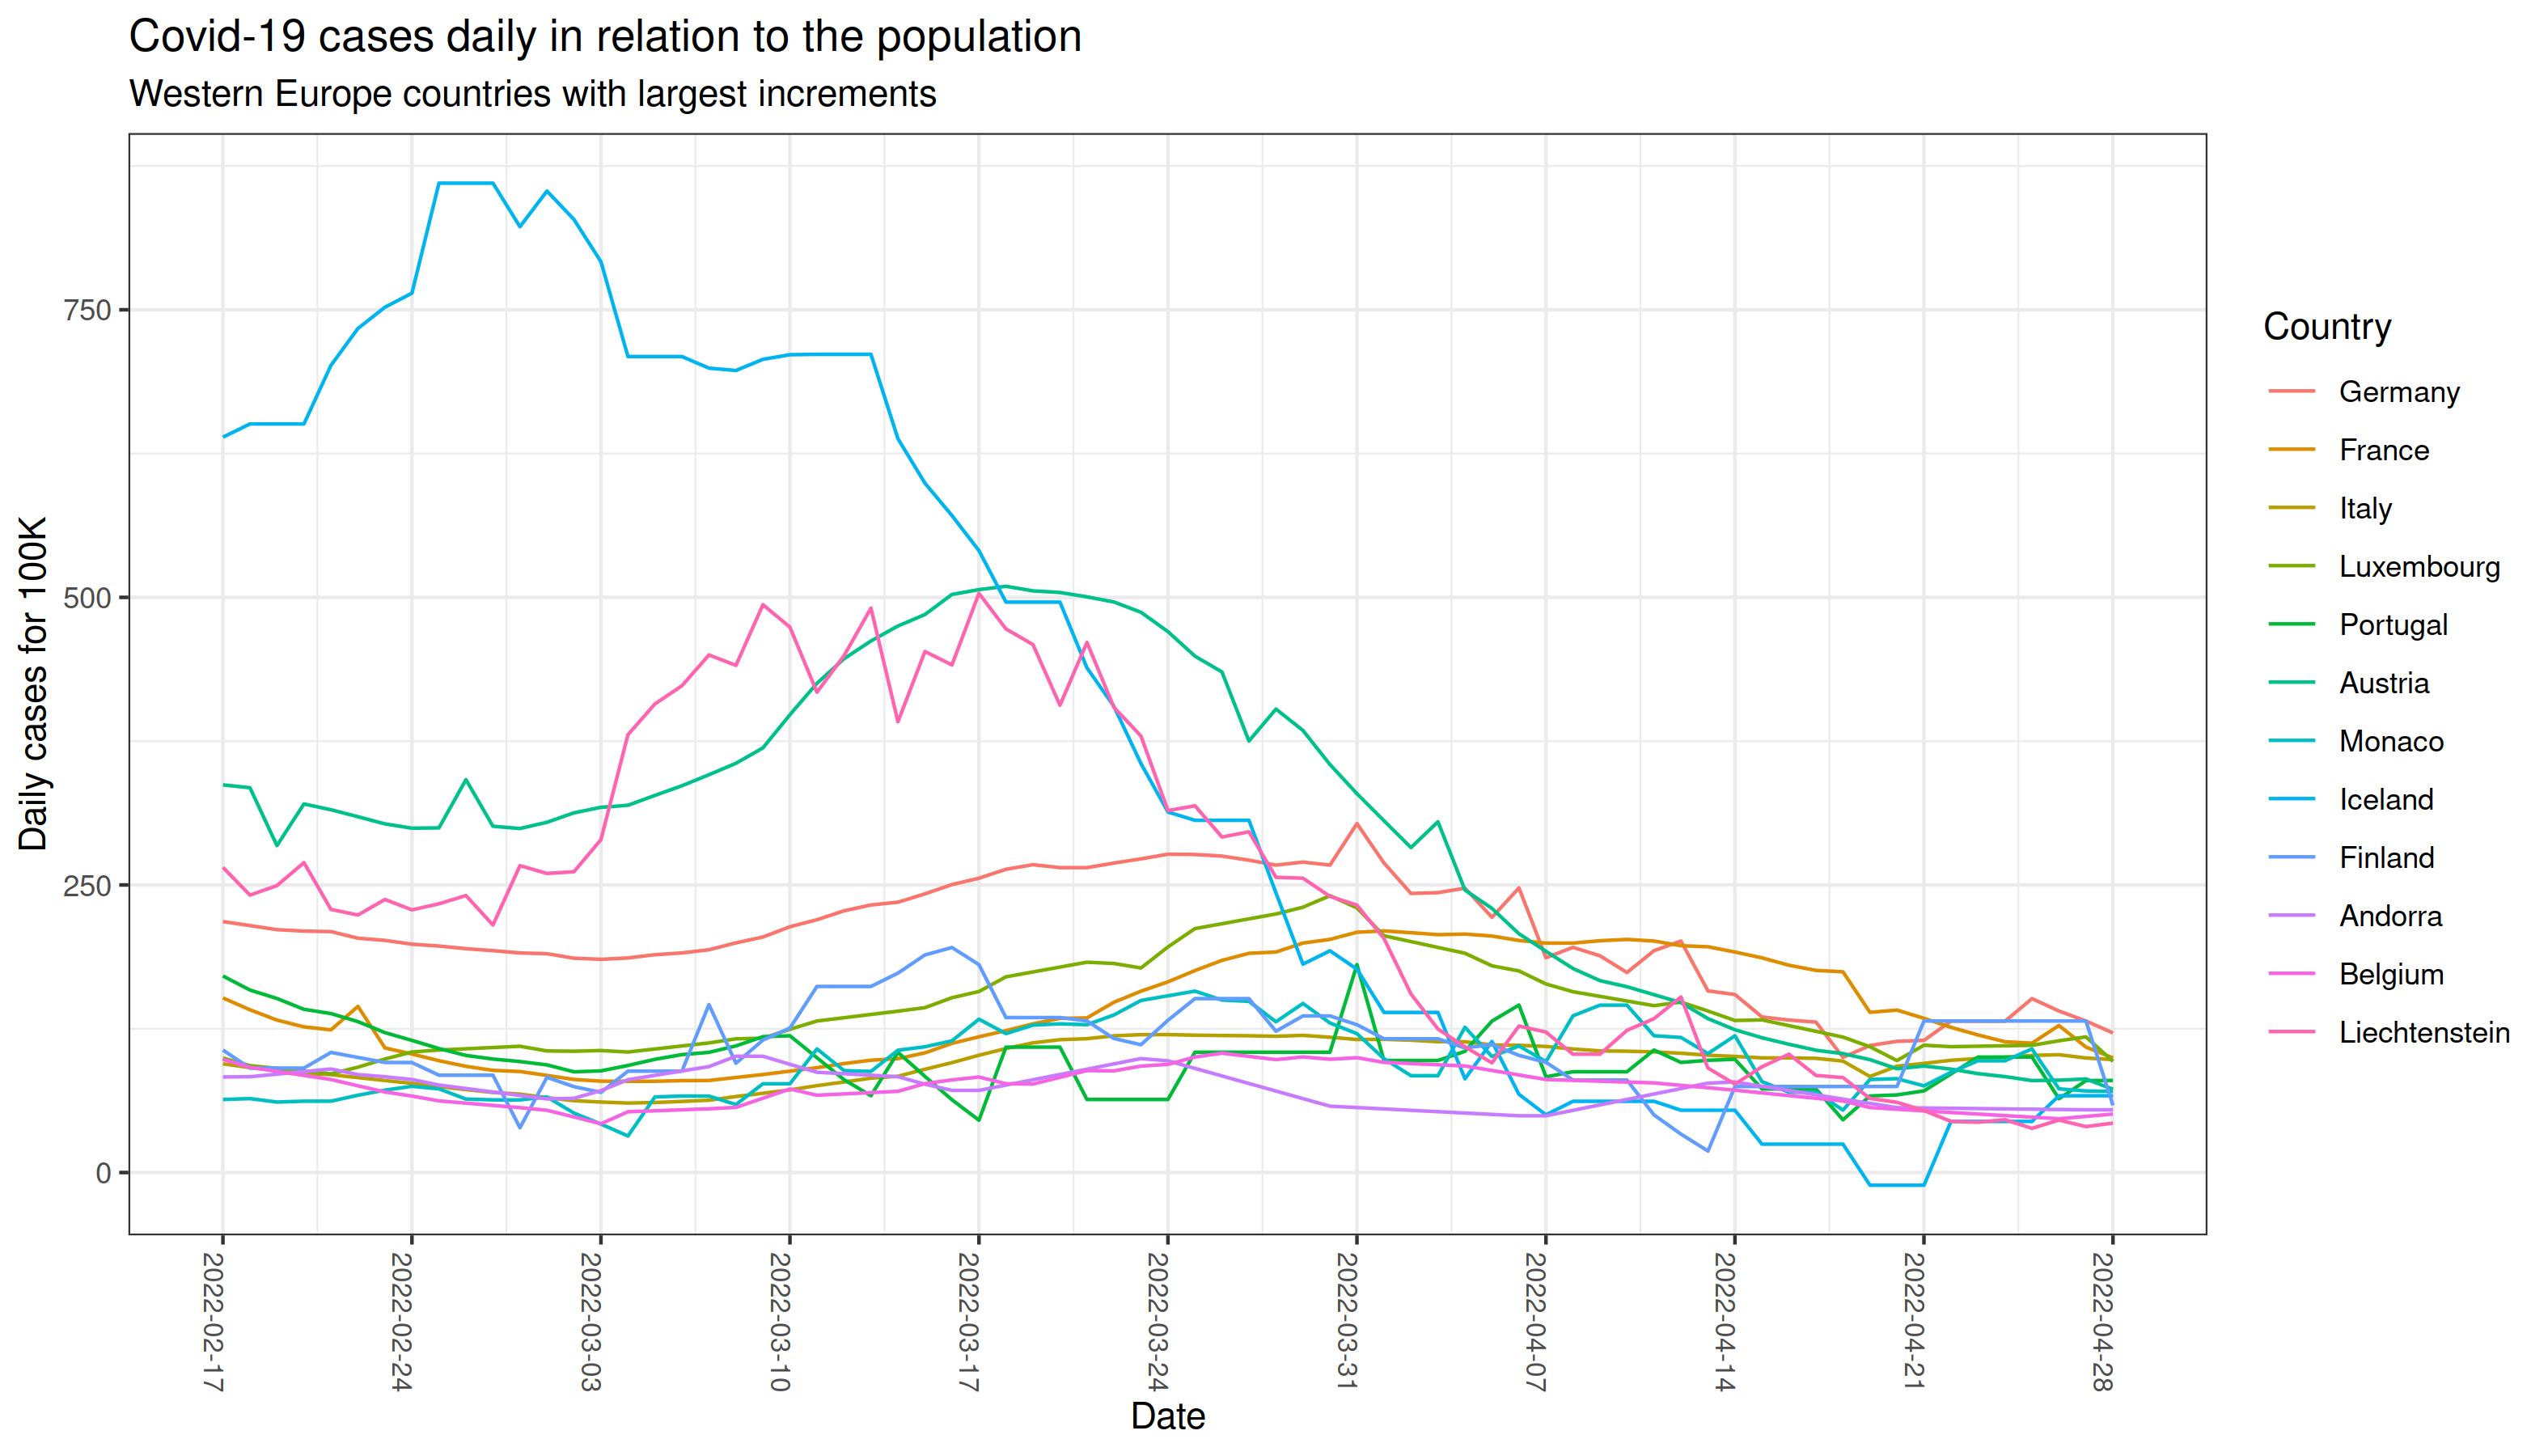 Covid-19 cases daily in relation to the population
Western Europe countries with largest increments
Daily cases for 100K
750
500
250
0
2022-02-17
2022-02-24
2022-03-03
2022-03-10
2022-03-17
2022-03-24
2022-03-31
2022-04-07
2022-04-14
2022-04-21
2022-04-28
Date
Country
Germany
France
Italy
Luxembourg
Portugal
Austria
Monaco
Iceland
Finland
Andorra
Belgium
Liechtenstein